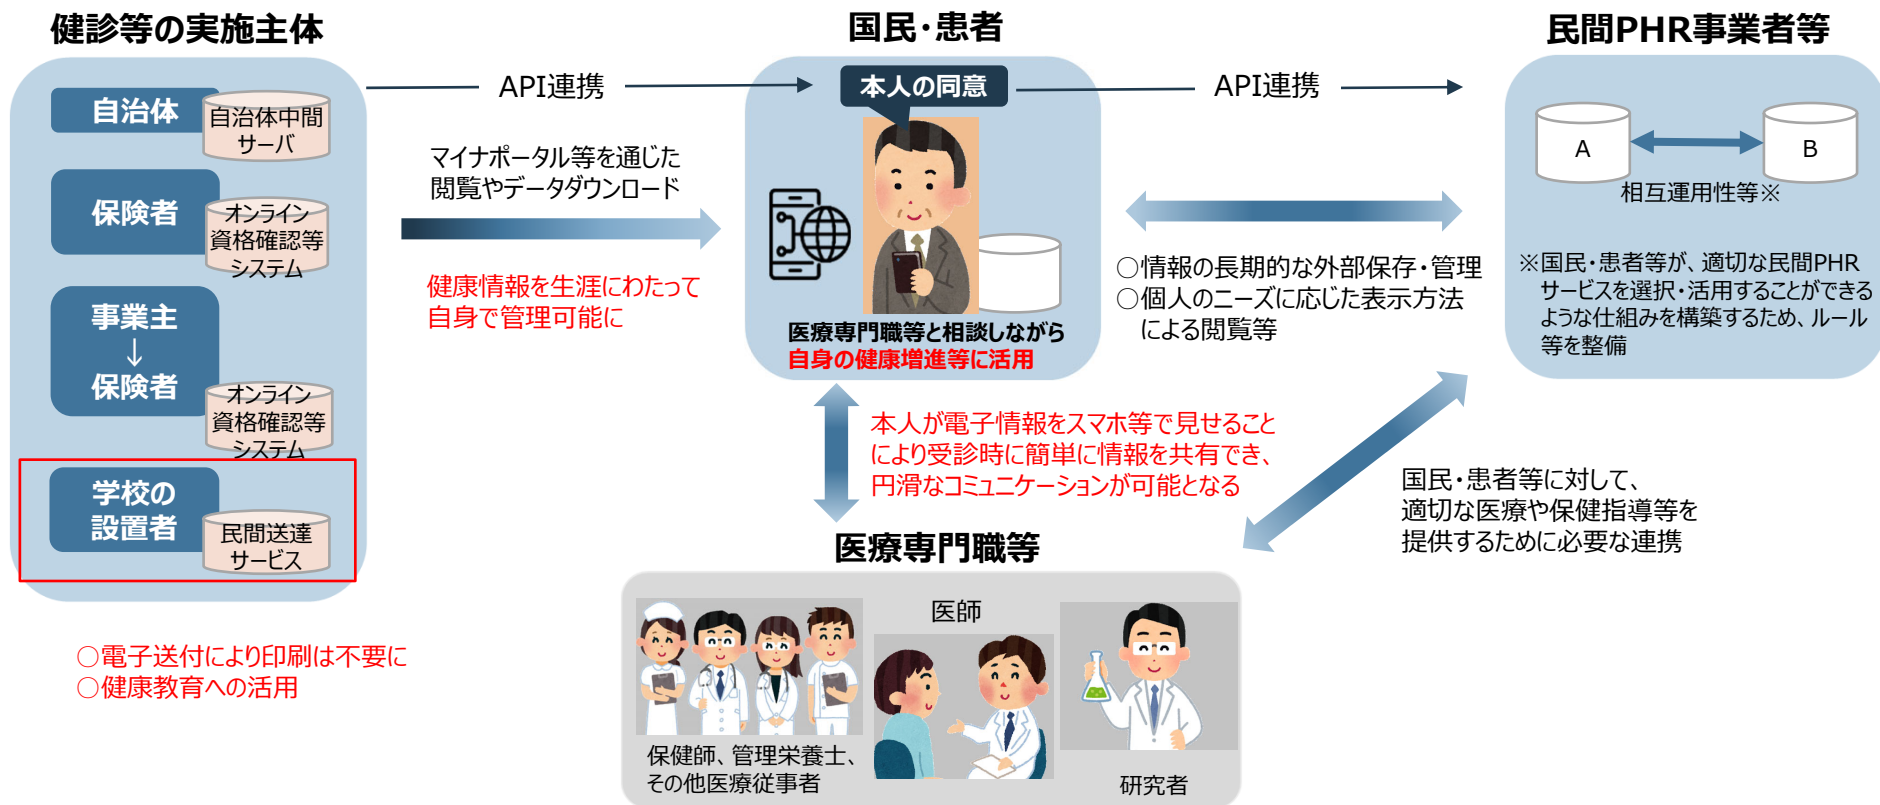 健診等の実施主体
自治体
自治体中間
サーバ
保険者
オンライン
資格確認等
システム
事業主
↓
保険者
オンライン
資格確認等
システム
学校の
設置者
民間送達
サービス
○電子送付により印刷は不要に
○健康教育への活用
API連携
マイナポータル等を通じた
閲覧やデータダウンロード
健康情報を生涯にわたって
自身で管理可能に
国民・患者
本人の同意
医療専門職等と相談しながら
自身の健康増進等に活用
API連携
○情報の長期的な外部保存・管理
○個人のニーズに応じた表示方法
による閲覧等
民間PHR事業者等
A
B
相互運用性等※
※国民・患者等が、適切な民間PHR
サービスを選択・活用することができる
ような仕組みを構築するため、ルール
等を整備
本人が電子情報をスマホ等で見せること
により受診時に簡単に情報を共有でき、
円滑なコミュニケーションが可能となる
国民・患者等に対して、
適切な医療や保健指導等を
提供するために必要な連携
医療専門職等
医師
保健師、管理栄養士、
その他医療従事者
研究者